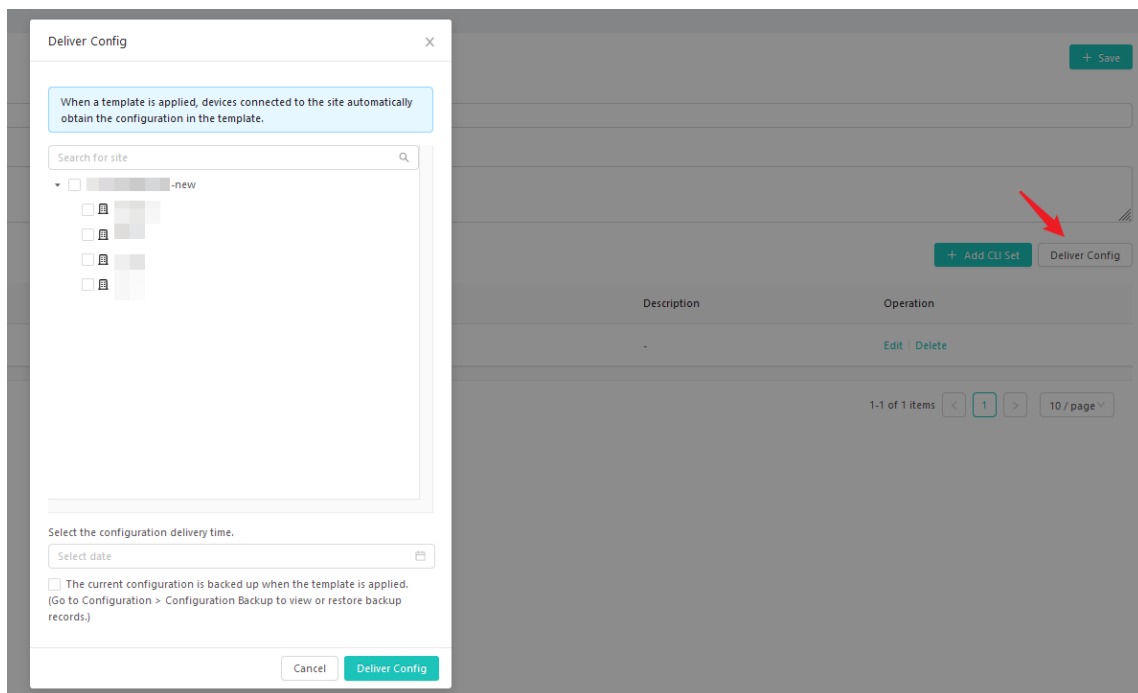 Deliver Config
+ Save
When a template is applied, devices connected to the site automatically
obtain the configuration in the template.
Search for site
-new
+ Add CLI Set
Deliver Config
Description
Operation
-
Edit
Delete
1-1 of 1 items
<
1
>
10 / page
Select the configuration delivery time.
Select date
The current configuration is backed up when the template is applied.
(Go to Configuration > Configuration Backup to view or restore backup
records.)
Cancel
Deliver Config